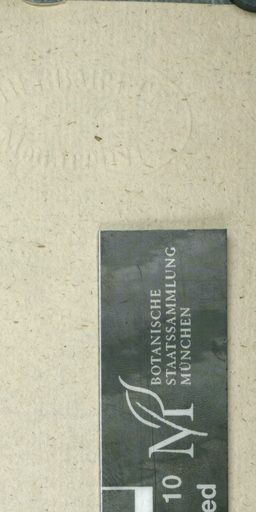 BOTANISCHE
STAATSSAMMLUNG
MÜNCHEN
M
10
ed